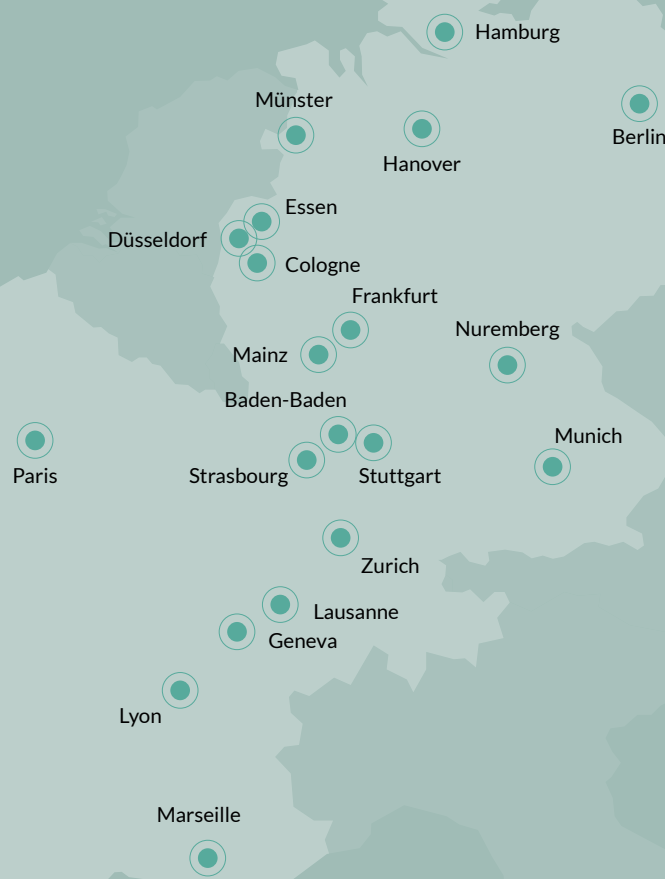 Hamburg
Münster
Berlin
Hanover
Essen
Düsseldorf
Cologne
Frankfurt
Nuremberg
Mainz
Baden-Baden
Munich
Paris
Strasbourg
Stuttgart
Zurich
Lausanne
Geneva
Lyon
Marseille